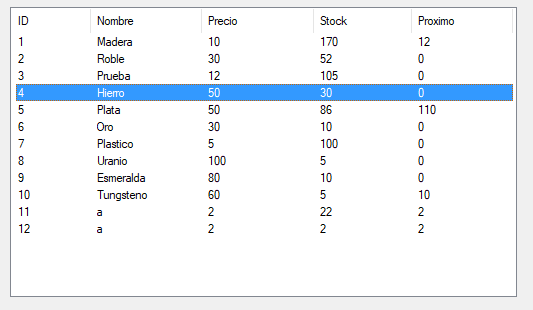 ID Nombre Precio Stock Proximo
1 Madera 10 170 12
2 Roble 30 52 0
3 Prueba 12 105 0
4 Hierro 50 30 0
5 Plata 50 86 110
6 Oro 30 10 0
7 Plastico 5 100 0
8 Uranio 100 5 0
9 Esmeralda 80 10 0
10 Tungsteno 60 5 10
11 a 2 22 2
12 a 2 2 2